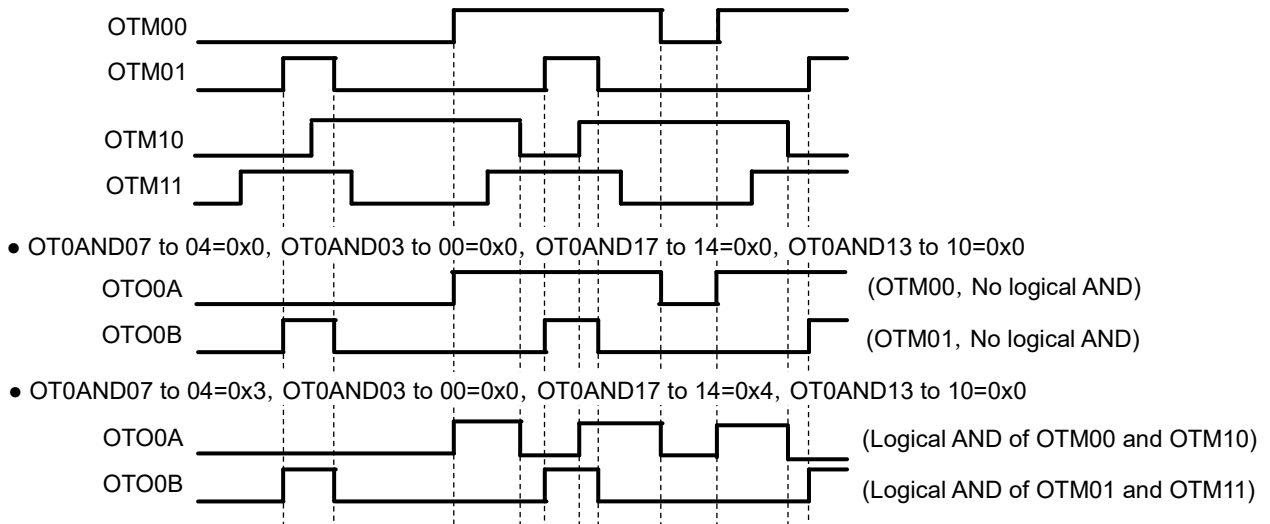 OTM00
OTM01
OTM10
OTM11
● OT0AND07 to 04=0x0, OT0AND03 to 00=0x0, OT0AND17 to 14=0x0, OT0AND13 to 10=0x0
OTO0A (OTM00, No logical AND)
OTO0B (OTM01, No logical AND)
● OT0AND07 to 04=0x3, OT0AND03 to 00=0x0, OT0AND17 to 14=0x4, OT0AND13 to 10=0x0
OTO0A (Logical AND of OTM00 and OTM10)
OTO0B (Logical AND of OTM01 and OTM11)